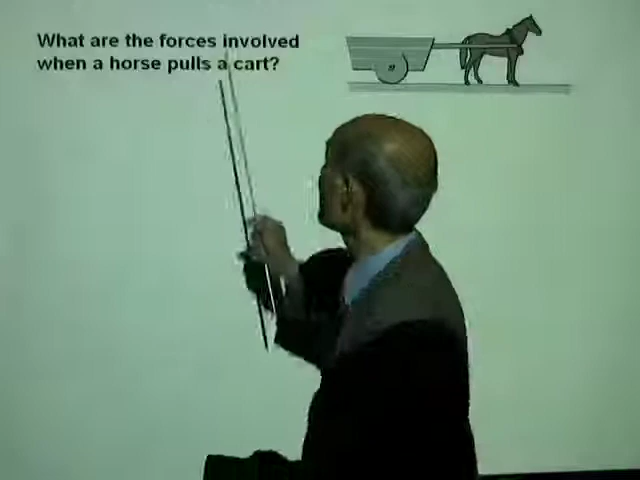 What are the forces involved
when a horse pulls a cart?